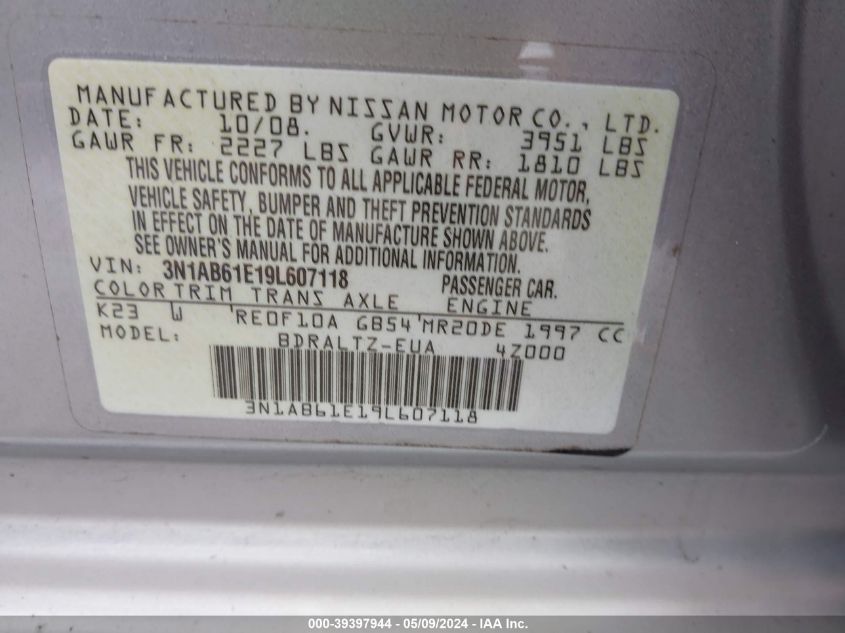 MANUFACTURED BY NISSAN MOTOR CO., LTD.
DATE: 10/08. GVWR: 3951 LBS
GAWR FR: 2227 LBS GAWR RR: 1810 LBS
THIS VEHICLE CONFORMS TO ALL APPLICABLE FEDERAL MOTOR,
VEHICLE SAFETY, BUMPER AND THEFT PREVENTION STANDARDS
IN EFFECT ON THE DATE OF MANUFACTURE SHOWN ABOVE.
SEE OWNER'S MANUAL FOR ADDITIONAL INFORMATION.
VIN: 3N1AB61E19L607118 PASSENGER CAR.
COLOR TRIM TRANS AXLE ENGINE
K23 W RE0F10A GB54 MR20DE 1997 CC
MODEL: BDRALTZ-EUA 4Z000
3N1AB61E19L607118
000-39397944 - 05/09/2024 - IAA Inc.